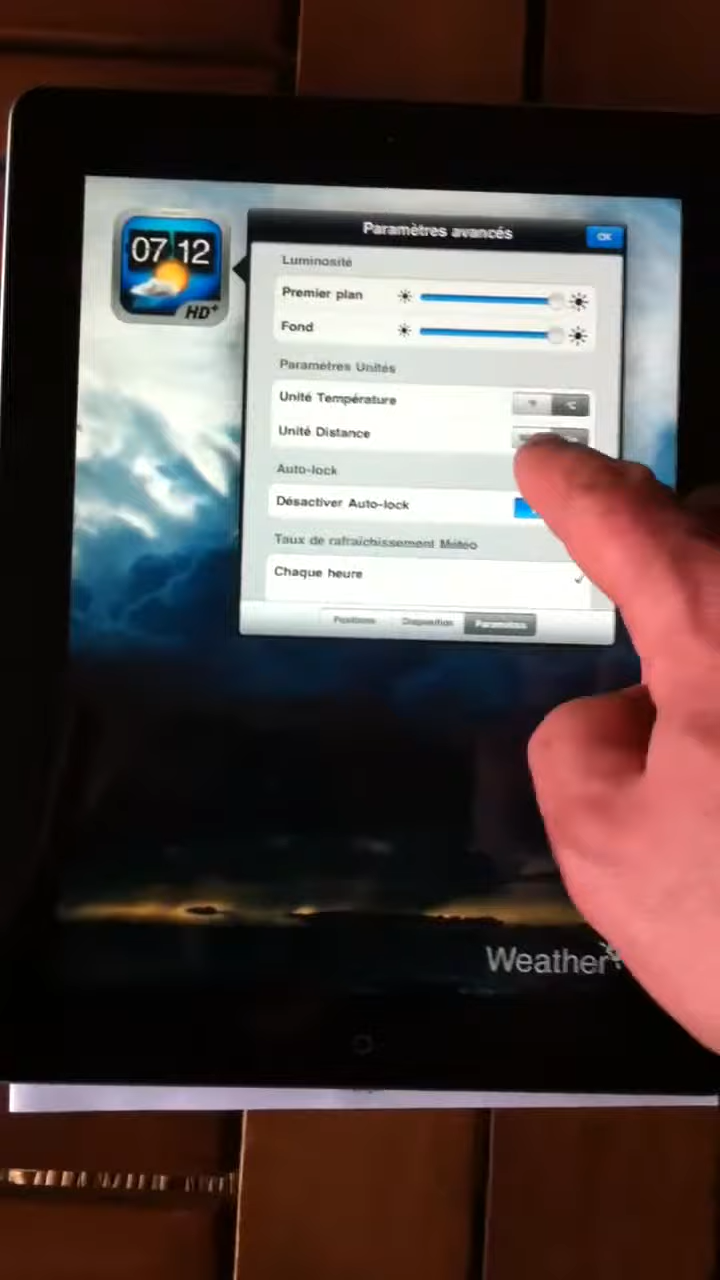 Paramètres avancés
OK
07 12
HD+
Luminosité
Premier plan
Fond
Paramètres Unités
Unité Température
°F °C
Unité Distance
Auto-lock
Désactiver Auto-lock
Taux de rafraîchissement Météo
Chaque heure ✓
Positions Disposition Paramètres
Weather